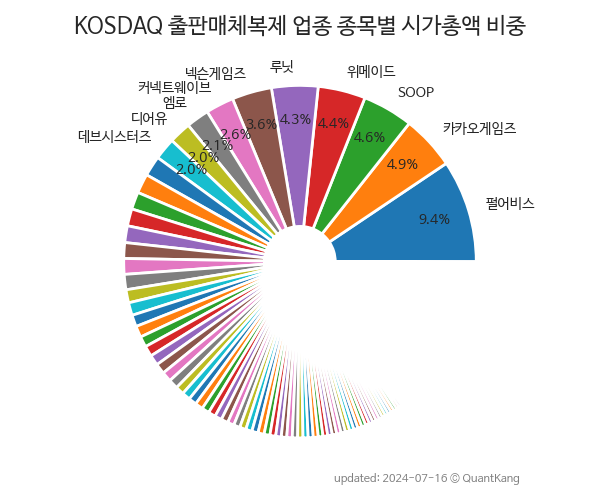 KOSDAQ 출판매체복제 업종 종목별 시가총액 비중
펄어비스
9.4%
카카오게임즈
4.9%
SOOP
4.6%
위메이드
4.4%
루닛
4.3%
넥슨게임즈
3.6%
커넥트웨이브
2.6%
엠로
2.1%
디어유
2.0%
데브시스터즈
2.0%
updated: 2024-07-16 ⓒ QuantKang